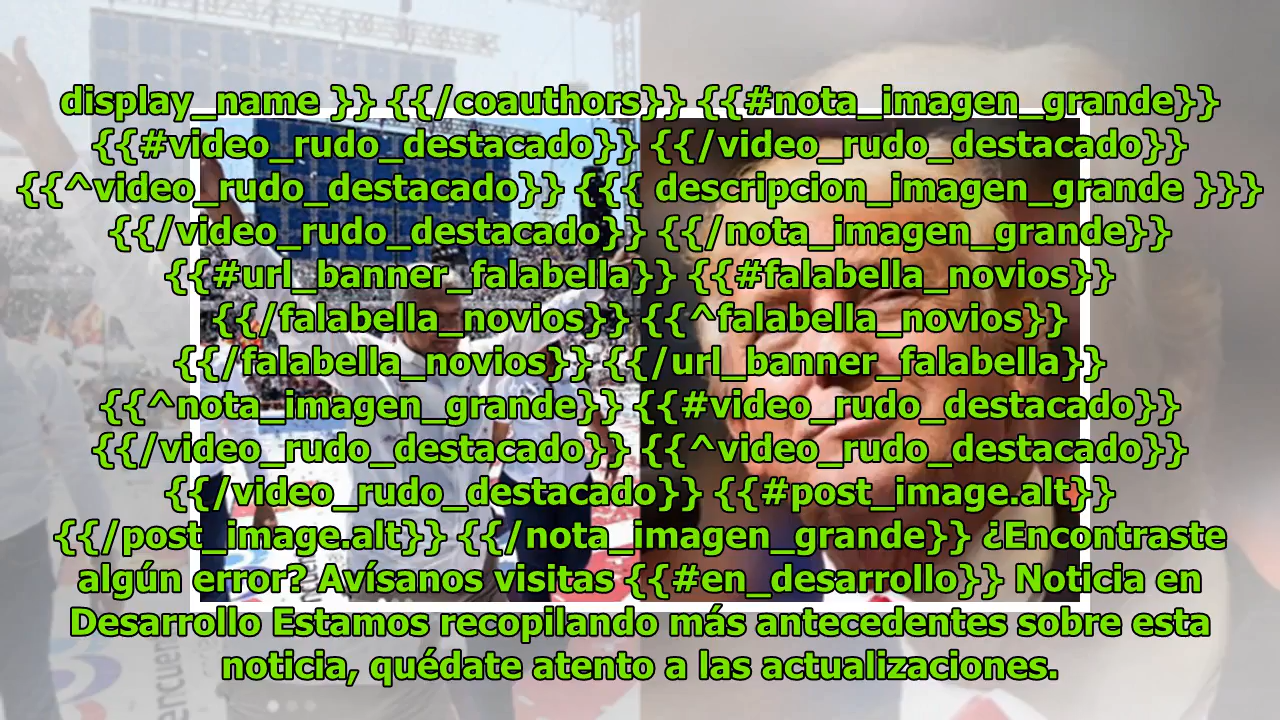 display_name }} {{/coauthors}} {{#nota_imagen_grande}}
{{#video_rudo_destacado}} {{/video_rudo_destacado}}
{{^video_rudo_destacado}} {{{ descripcion_imagen_grande }}}
{{/video_rudo_destacado}} {{/nota_imagen_grande}}
{{#url_banner_falabella}} {{#falabella_novios}}
{{/falabella_novios}} {{^falabella_novios}}
{{/falabella_novios}} {{/url_banner_falabella}}
{{^nota_imagen_grande}} {{#video_rudo_destacado}}
{{/video_rudo_destacado}} {{^video_rudo_destacado}}
{{/video_rudo_destacado}} {{#post_image.alt}}
{{/post_image.alt}} {{/nota_imagen_grande}} ¿Encontraste
algún error? Avísanos visitas {{#en_desarrollo}} Noticia en
Desarrollo Estamos recopilando más antecedentes sobre esta
noticia, quédate atento a las actualizaciones.